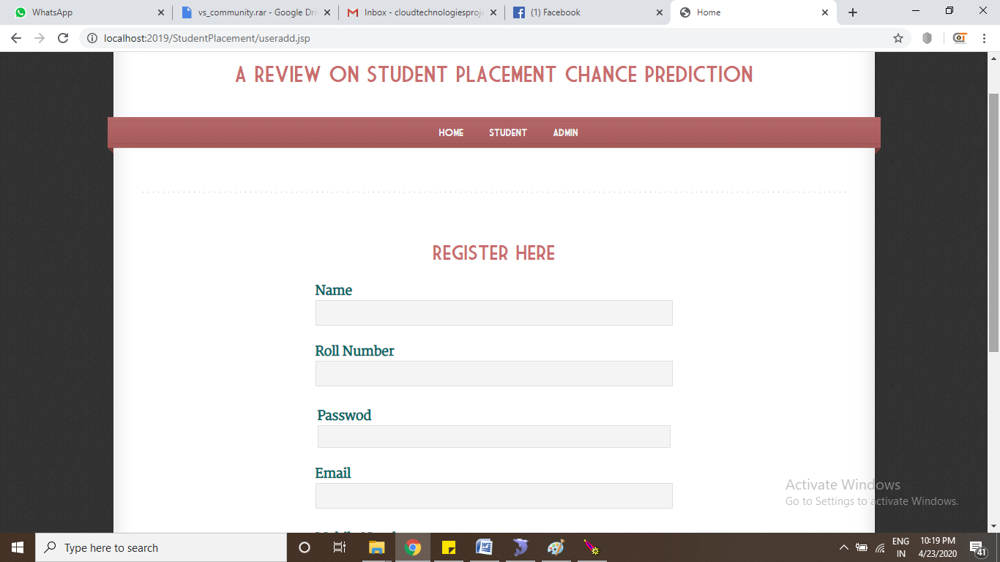 WhatsApp
vs_community.rar - Google Dri
Inbox - cloudtechnologiesproje
(1) Facebook
Home
localhost:2019/StudentPlacement/useradd.jsp
A REVIEW ON STUDENT PLACEMENT CHANCE PREDICTION
HOME STUDENT ADMIN
REGISTER HERE
Name
Roll Number
Passwod
Email
Activate Windows
Go to Settings to activate Windows.
Type here to search
ENG
IN
10:19 PM
4/23/2020
41